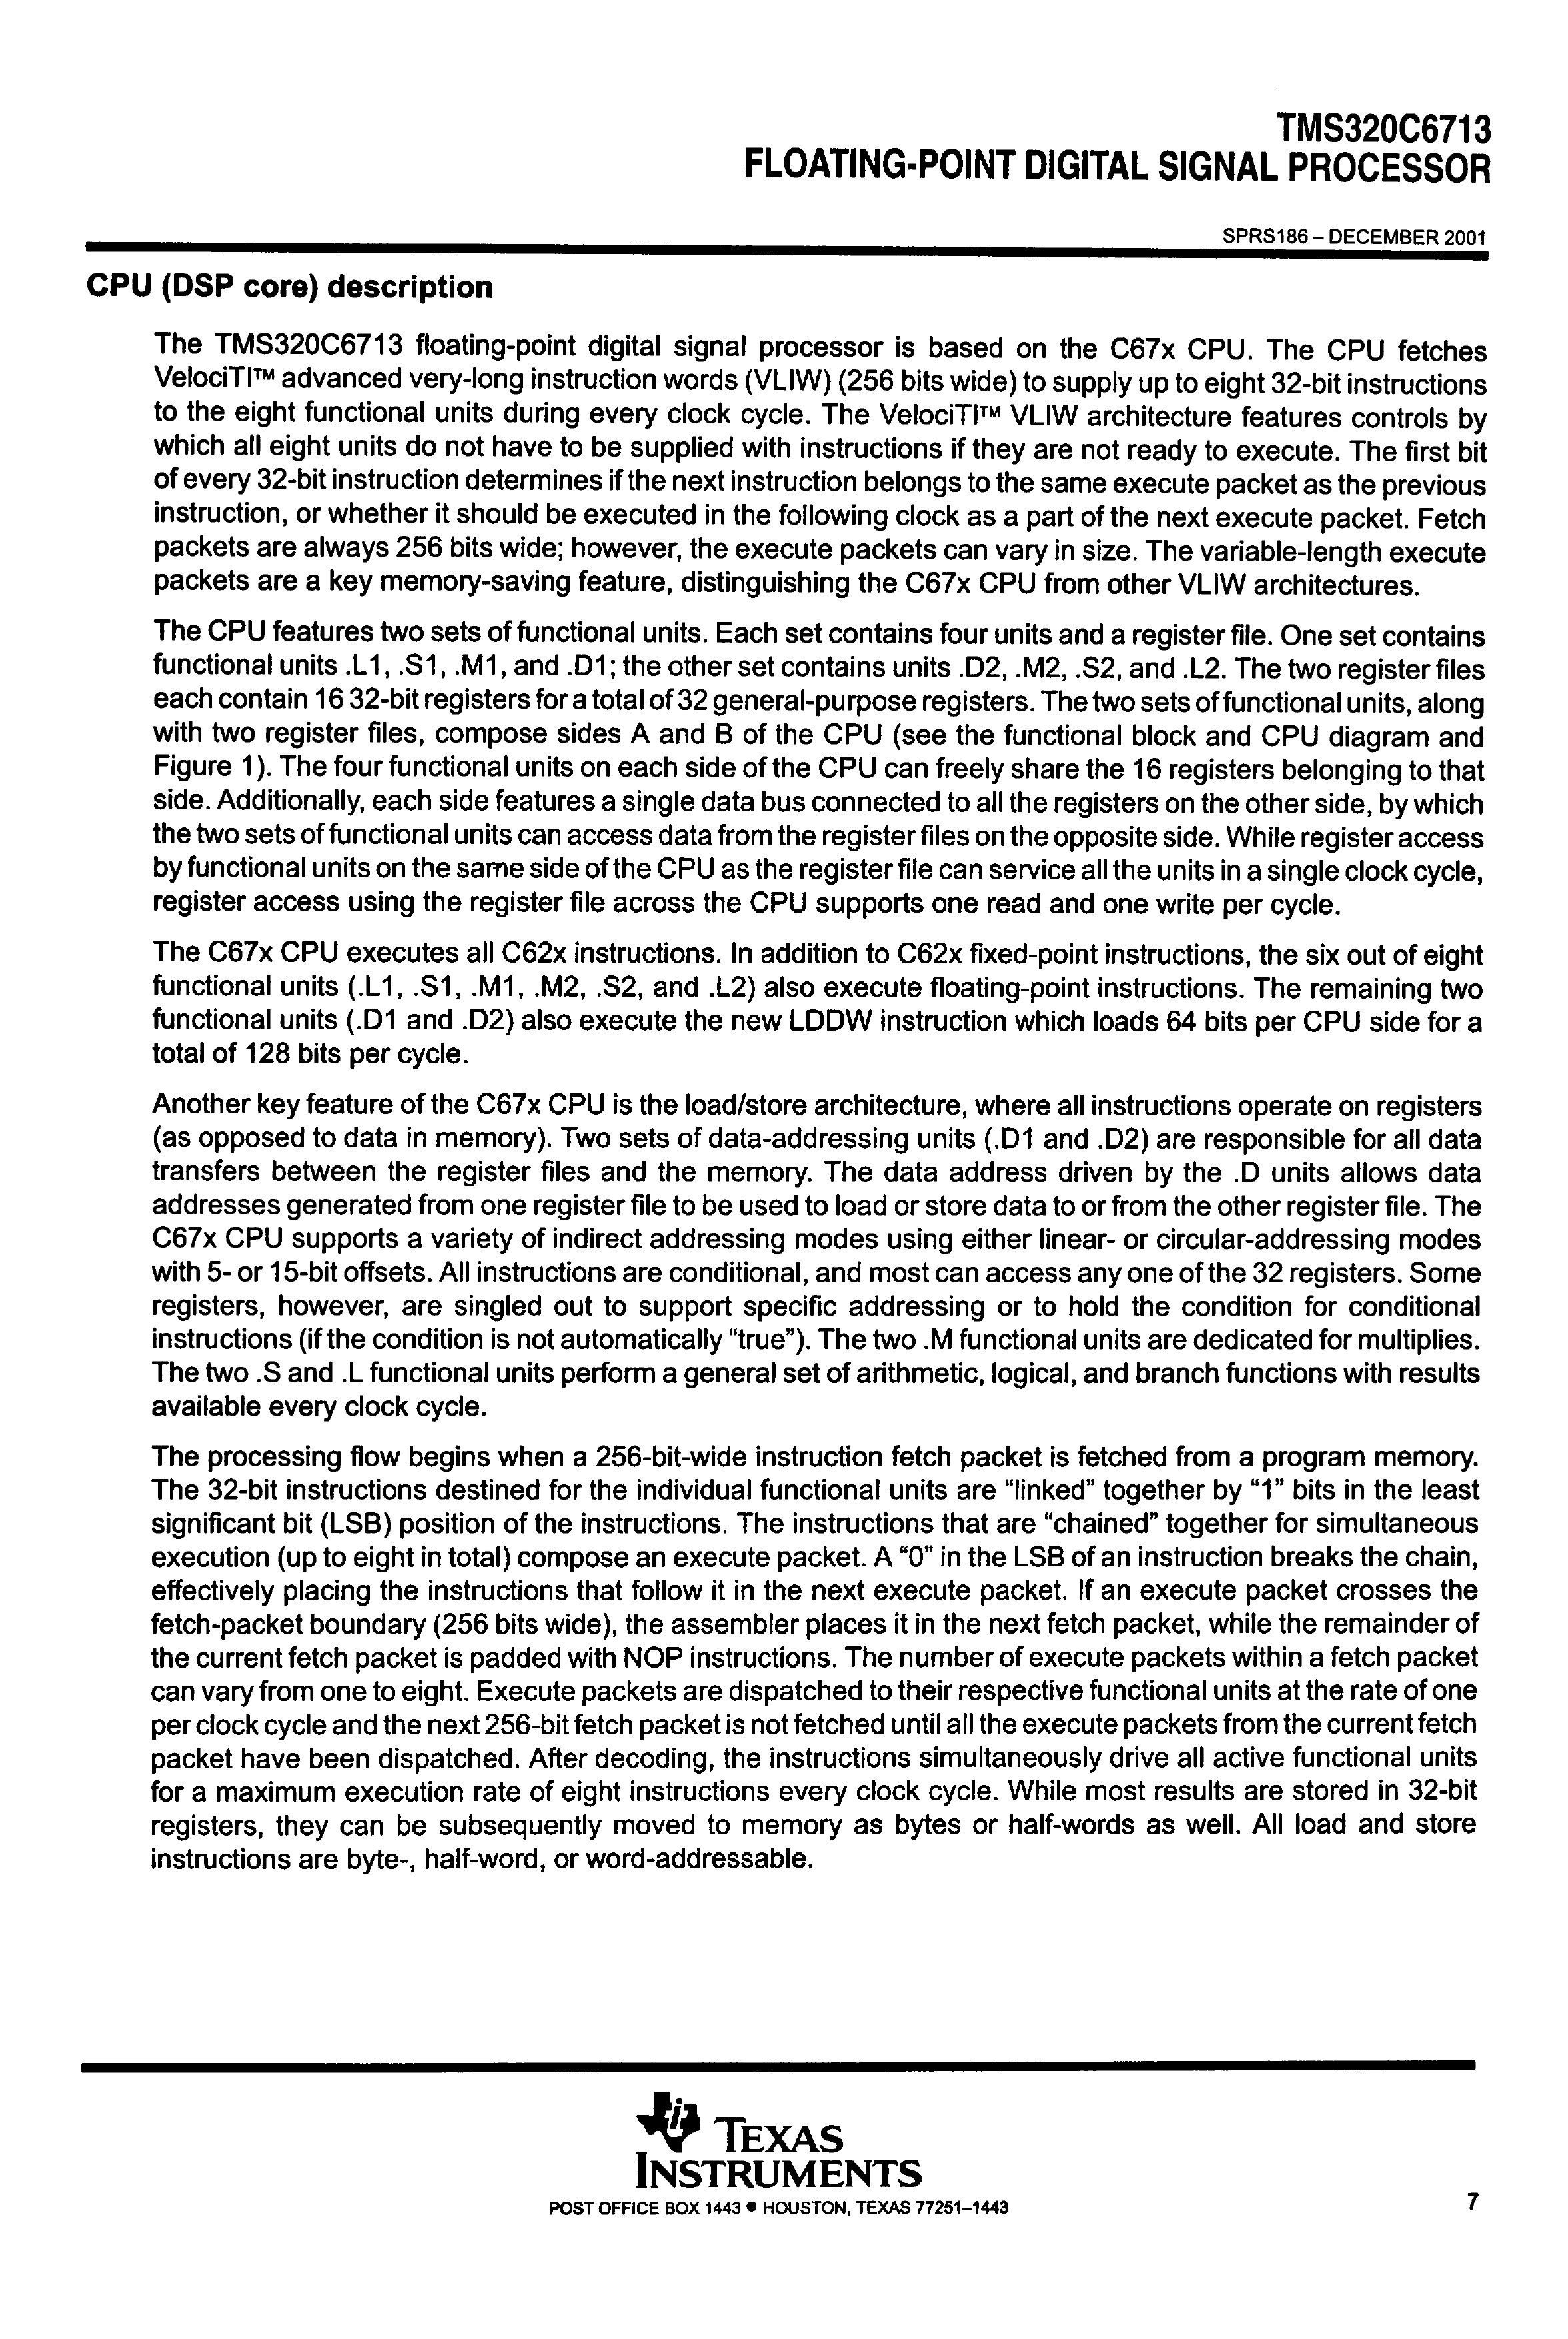 TMS320C6713
FLOATING-POINT DIGITAL SIGNAL PROCESSOR
SPRS186 – DECEMBER 2001
CPU (DSP core) description
The TMS320C6713 floating-point digital signal processor is based on the C67x CPU. The CPU fetches
VelociTI™ advanced very-long instruction words (VLIW) (256 bits wide) to supply up to eight 32-bit instructions
to the eight functional units during every clock cycle. The VelociTI™ VLIW architecture features controls by
which all eight units do not have to be supplied with instructions if they are not ready to execute. The first bit
of every 32-bit instruction determines if the next instruction belongs to the same execute packet as the previous
instruction, or whether it should be executed in the following clock as a part of the next execute packet. Fetch
packets are always 256 bits wide; however, the execute packets can vary in size. The variable-length execute
packets are a key memory-saving feature, distinguishing the C67x CPU from other VLIW architectures.
The CPU features two sets of functional units. Each set contains four units and a register file. One set contains
functional units .L1, .S1, .M1, and .D1; the other set contains units .D2, .M2, .S2, and .L2. The two register files
each contain 16 32-bit registers for a total of 32 general-purpose registers. The two sets of functional units, along
with two register files, compose sides A and B of the CPU (see the functional block and CPU diagram and
Figure 1). The four functional units on each side of the CPU can freely share the 16 registers belonging to that
side. Additionally, each side features a single data bus connected to all the registers on the other side, by which
the two sets of functional units can access data from the register files on the opposite side. While register access
by functional units on the same side of the CPU as the register file can service all the units in a single clock cycle,
register access using the register file across the CPU supports one read and one write per cycle.
The C67x CPU executes all C62x instructions. In addition to C62x fixed-point instructions, the six out of eight
functional units (.L1, .S1, .M1, .M2, .S2, and .L2) also execute floating-point instructions. The remaining two
functional units (.D1 and .D2) also execute the new LDDW instruction which loads 64 bits per CPU side for a
total of 128 bits per cycle.
Another key feature of the C67x CPU is the load/store architecture, where all instructions operate on registers
(as opposed to data in memory). Two sets of data-addressing units (.D1 and .D2) are responsible for all data
transfers between the register files and the memory. The data address driven by the .D units allows data
addresses generated from one register file to be used to load or store data to or from the other register file. The
C67x CPU supports a variety of indirect addressing modes using either linear- or circular-addressing modes
with 5- or 15-bit offsets. All instructions are conditional, and most can access any one of the 32 registers. Some
registers, however, are singled out to support specific addressing or to hold the condition for conditional
instructions (if the condition is not automatically “true”). The two .M functional units are dedicated for multiplies.
The two .S and .L functional units perform a general set of arithmetic, logical, and branch functions with results
available every clock cycle.
The processing flow begins when a 256-bit-wide instruction fetch packet is fetched from a program memory.
The 32-bit instructions destined for the individual functional units are “linked” together by “1” bits in the least
significant bit (LSB) position of the instructions. The instructions that are “chained” together for simultaneous
execution (up to eight in total) compose an execute packet. A “0” in the LSB of an instruction breaks the chain,
effectively placing the instructions that follow it in the next execute packet. If an execute packet crosses the
fetch-packet boundary (256 bits wide), the assembler places it in the next fetch packet, while the remainder of
the current fetch packet is padded with NOP instructions. The number of execute packets within a fetch packet
can vary from one to eight. Execute packets are dispatched to their respective functional units at the rate of one
per clock cycle and the next 256-bit fetch packet is not fetched until all the execute packets from the current fetch
packet have been dispatched. After decoding, the instructions simultaneously drive all active functional units
for a maximum execution rate of eight instructions every clock cycle. While most results are stored in 32-bit
registers, they can be subsequently moved to memory as bytes or half-words as well. All load and store
instructions are byte-, half-word, or word-addressable.
TEXAS
INSTRUMENTS
POST OFFICE BOX 1443 ● HOUSTON, TEXAS 77251–1443
7